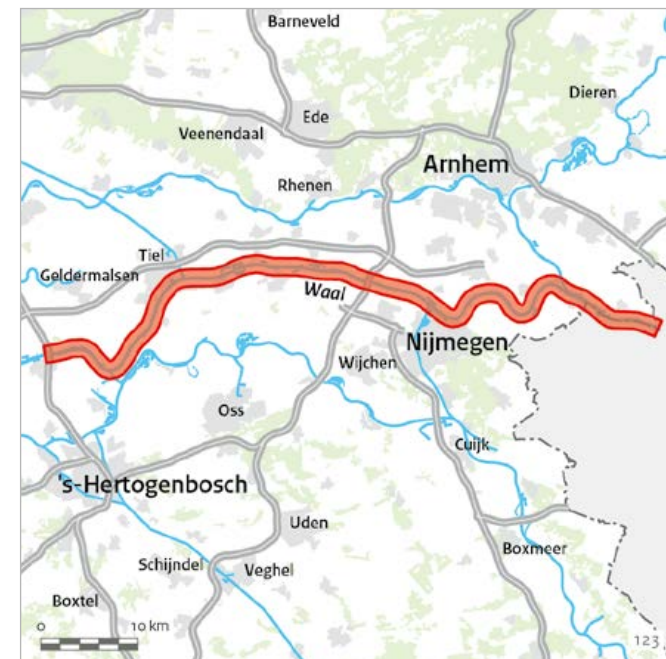 Barneveld
Dieren
Ede
Veenendaal
Arnhem
Rhenen
Tiel
Geldermalsen
Waal
Nijmegen
Wijchen
Oss
Cuijk
's-Hertogenbosch
Uden
Boxmeer
Schijndel
Veghel
Boxtel
0 10 km
123